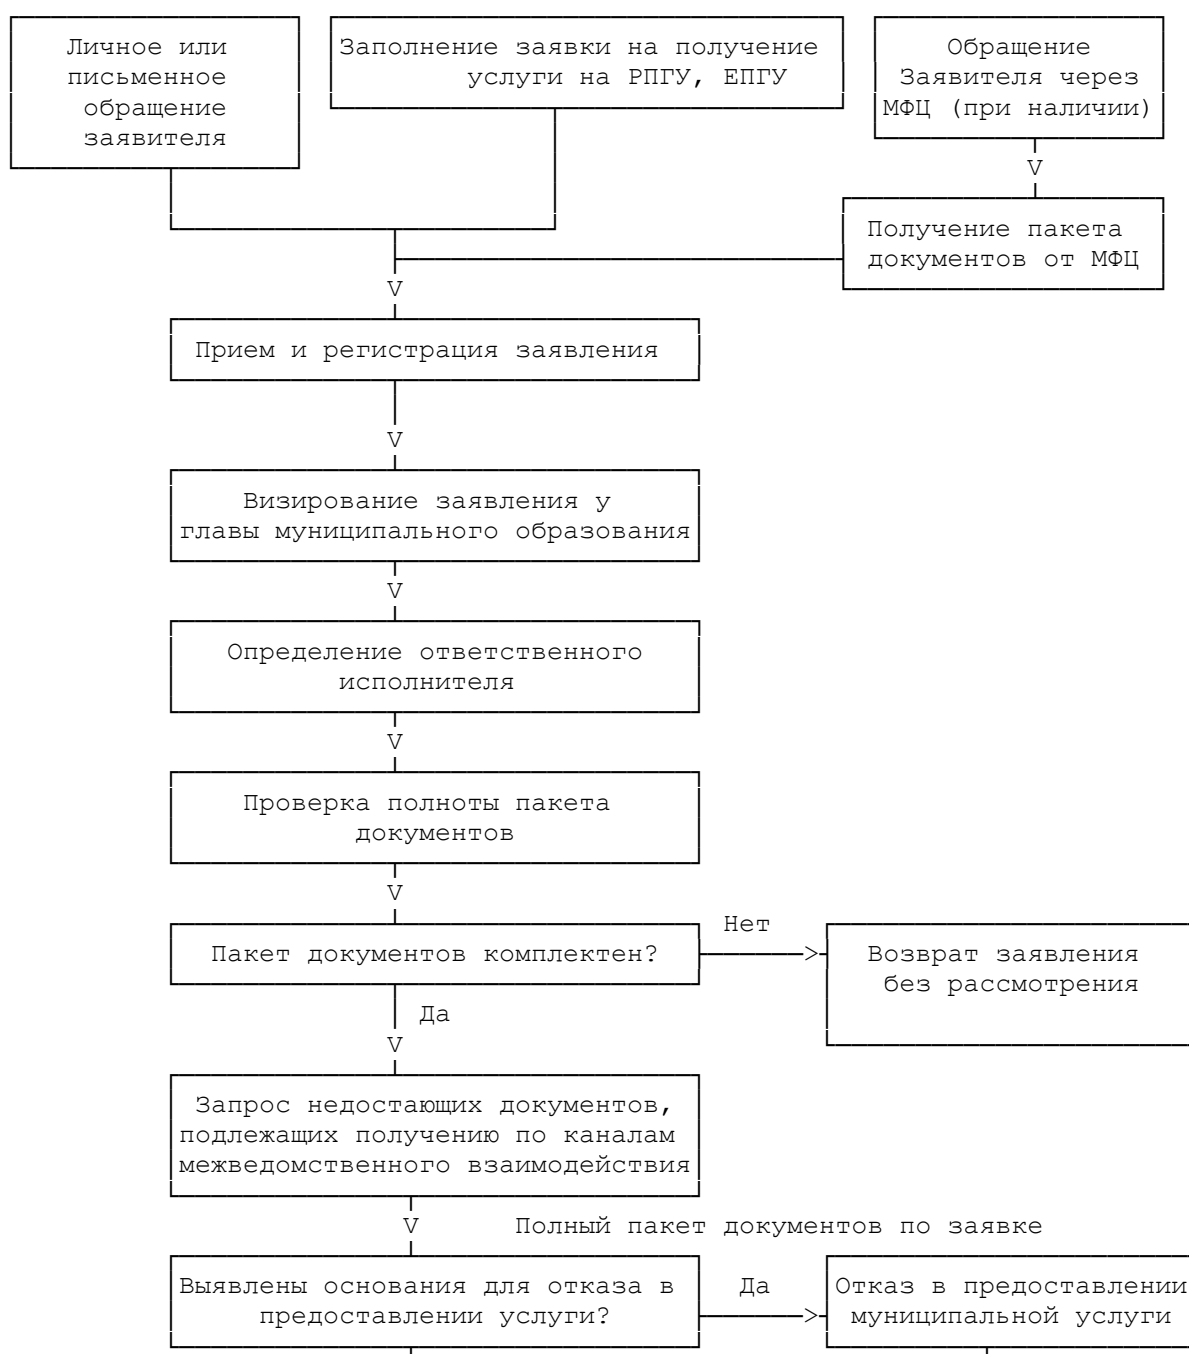 Личное или
письменное
обращение
заявителя
Заполнение заявки на получение
услуги на РПГУ, ЕПГУ
Обращение
Заявителя через
МФЦ (при наличии)
V
Получение пакета
документов от МФЦ
V
Прием и регистрация заявления
V
Визирование заявления у
главы муниципального образования
V
Определение ответственного
исполнителя
V
Проверка полноты пакета
документов
V
Пакет документов комплектен?
Нет
>
Возврат заявления
без рассмотрения
Да
V
Запрос недостающих документов,
подлежащих получению по каналам
межведомственного взаимодействия
V
Полный пакет документов по заявке
Выявлены основания для отказа в
предоставлении услуги?
Да
>
Отказ в предоставлении
муниципальной услуги